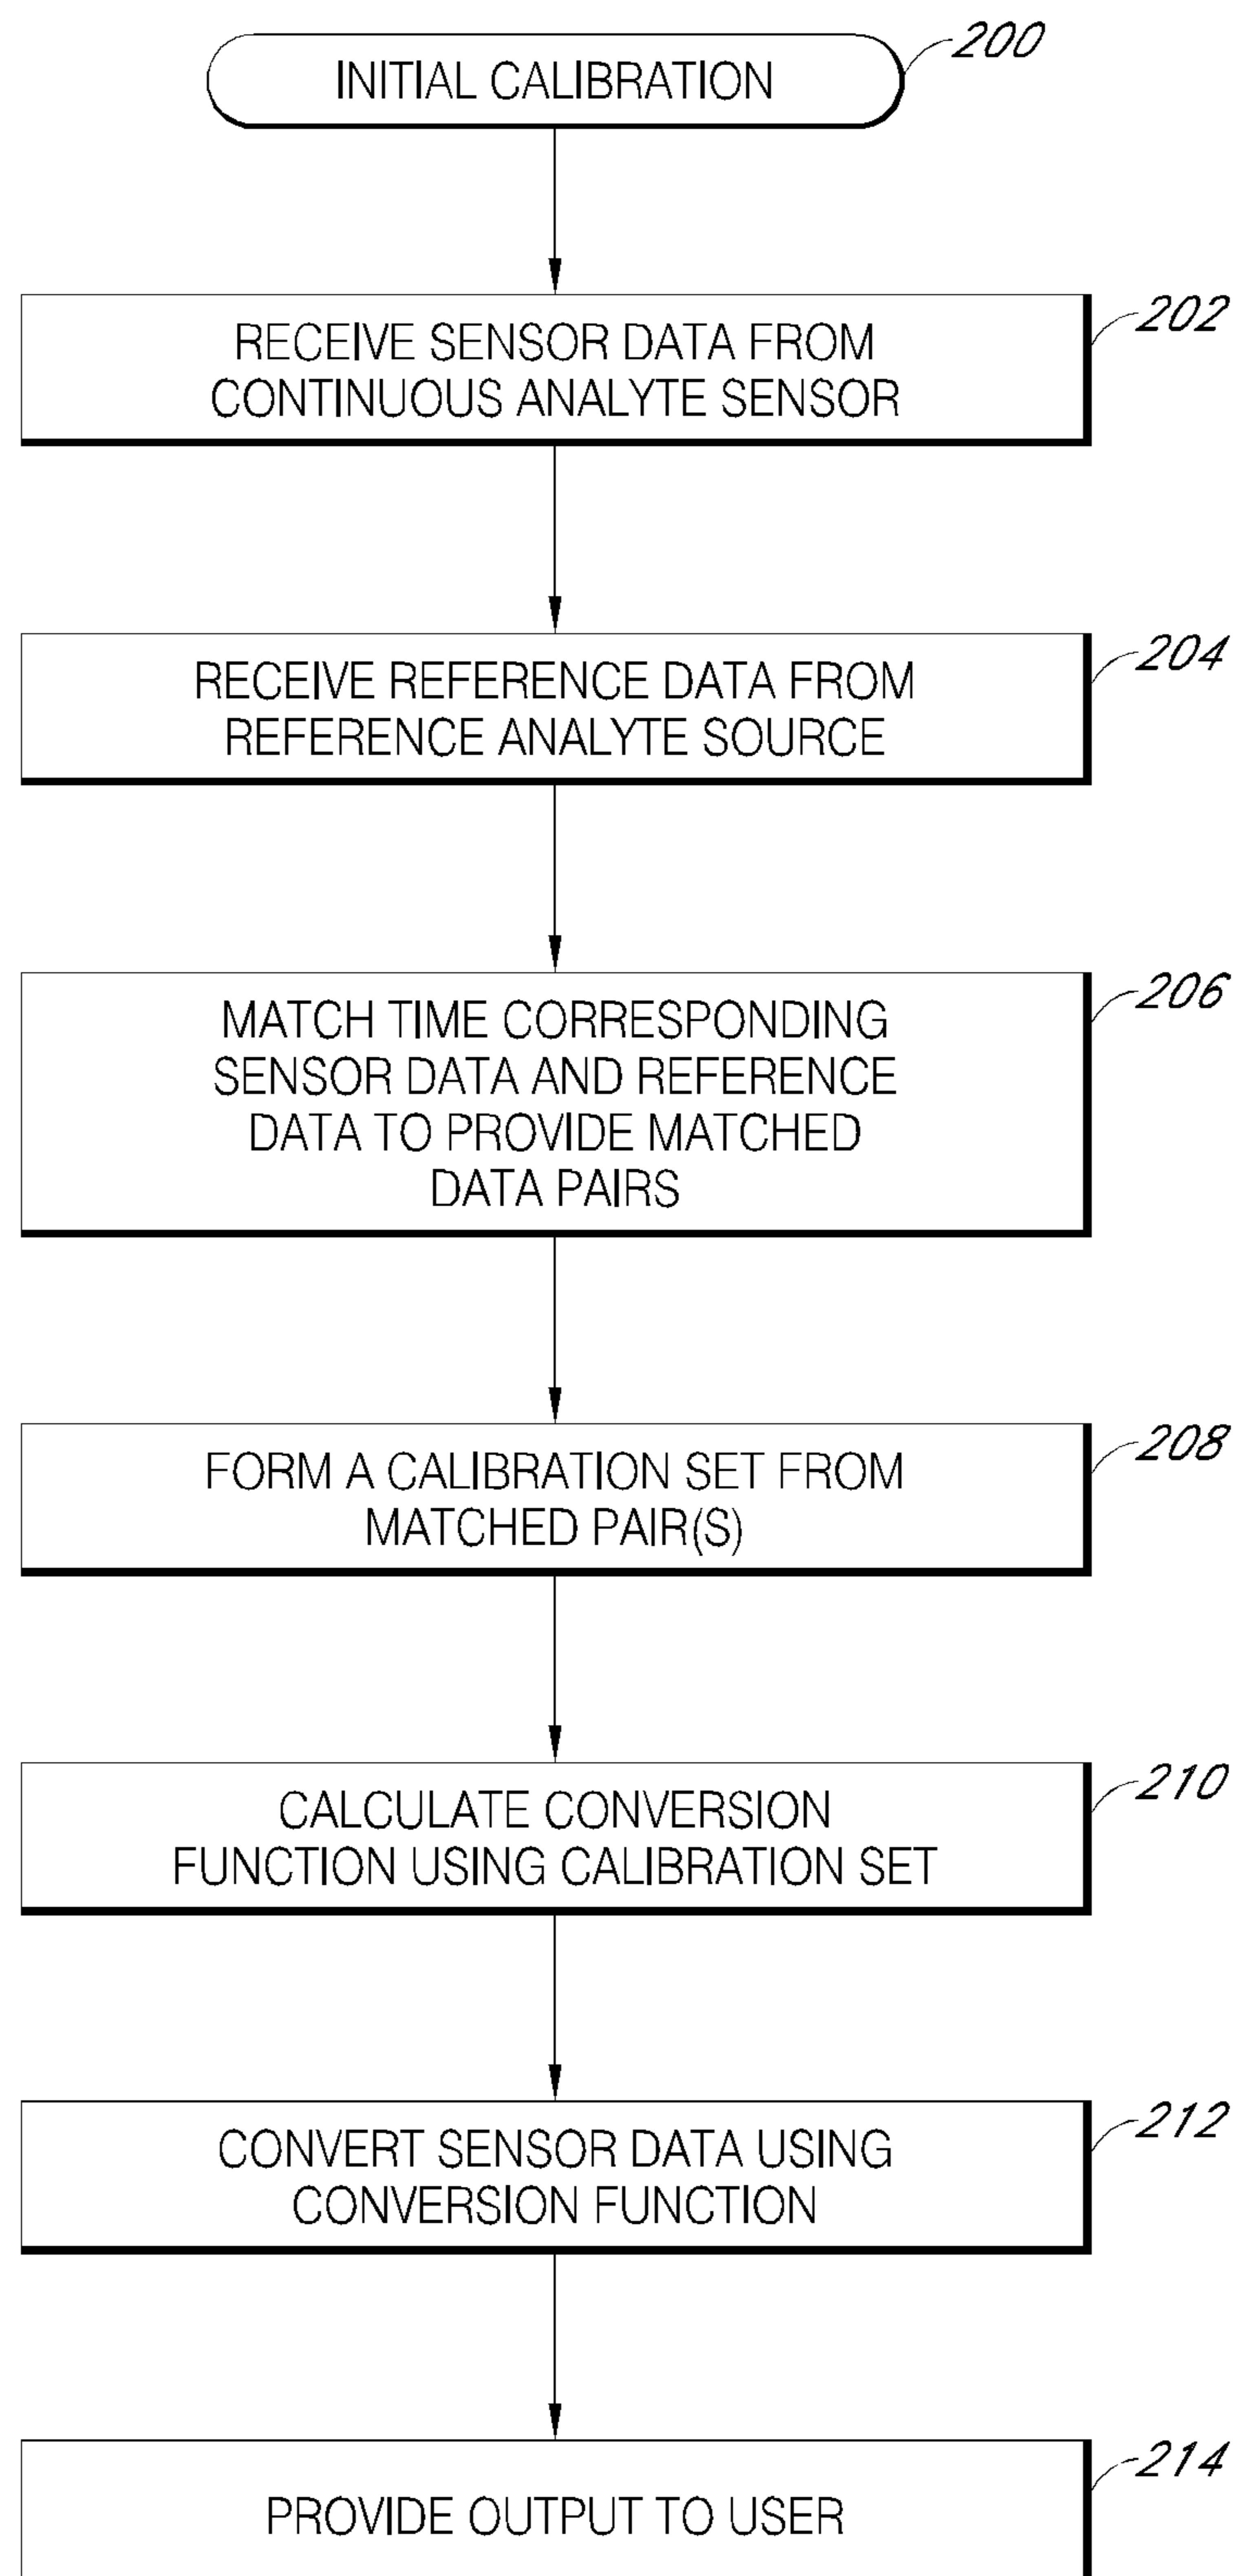 INITIAL CALIBRATION
200
RECEIVE SENSOR DATA FROM
CONTINUOUS ANALYTE SENSOR
202
RECEIVE REFERENCE DATA FROM
REFERENCE ANALYTE SOURCE
204
MATCH TIME CORRESPONDING
SENSOR DATA AND REFERENCE
DATA TO PROVIDE MATCHED
DATA PAIRS
206
FORM A CALIBRATION SET FROM
MATCHED PAIR(S)
208
CALCULATE CONVERSION
FUNCTION USING CALIBRATION SET
210
CONVERT SENSOR DATA USING
CONVERSION FUNCTION
212
PROVIDE OUTPUT TO USER
214